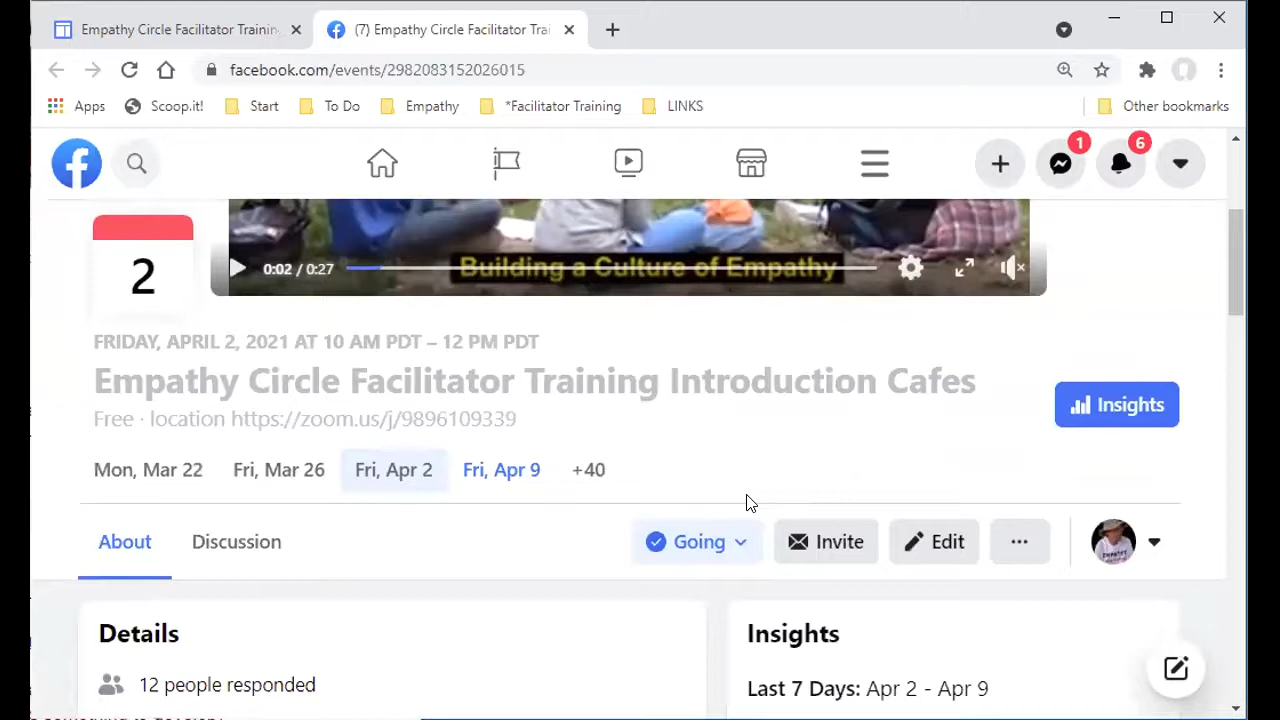 Empathy Circle Facilitator Trainin
(7) Empathy Circle Facilitator Trai
facebook.com/events/2982083152026015
Apps
Scoop.it!
Start
To Do
Empathy
*Facilitator Training
LINKS
Other bookmarks
1
6
2
0:02 / 0:27
Building a Culture of Empathy
FRIDAY, APRIL 2, 2021 AT 10 AM PDT – 12 PM PDT
Empathy Circle Facilitator Training Introduction Cafes
Free · location https://zoom.us/j/9896109339
Insights
Mon, Mar 22
Fri, Mar 26
Fri, Apr 2
Fri, Apr 9
+40
About
Discussion
Going
Invite
Edit
Details
12 people responded
Insights
Last 7 Days: Apr 2 - Apr 9